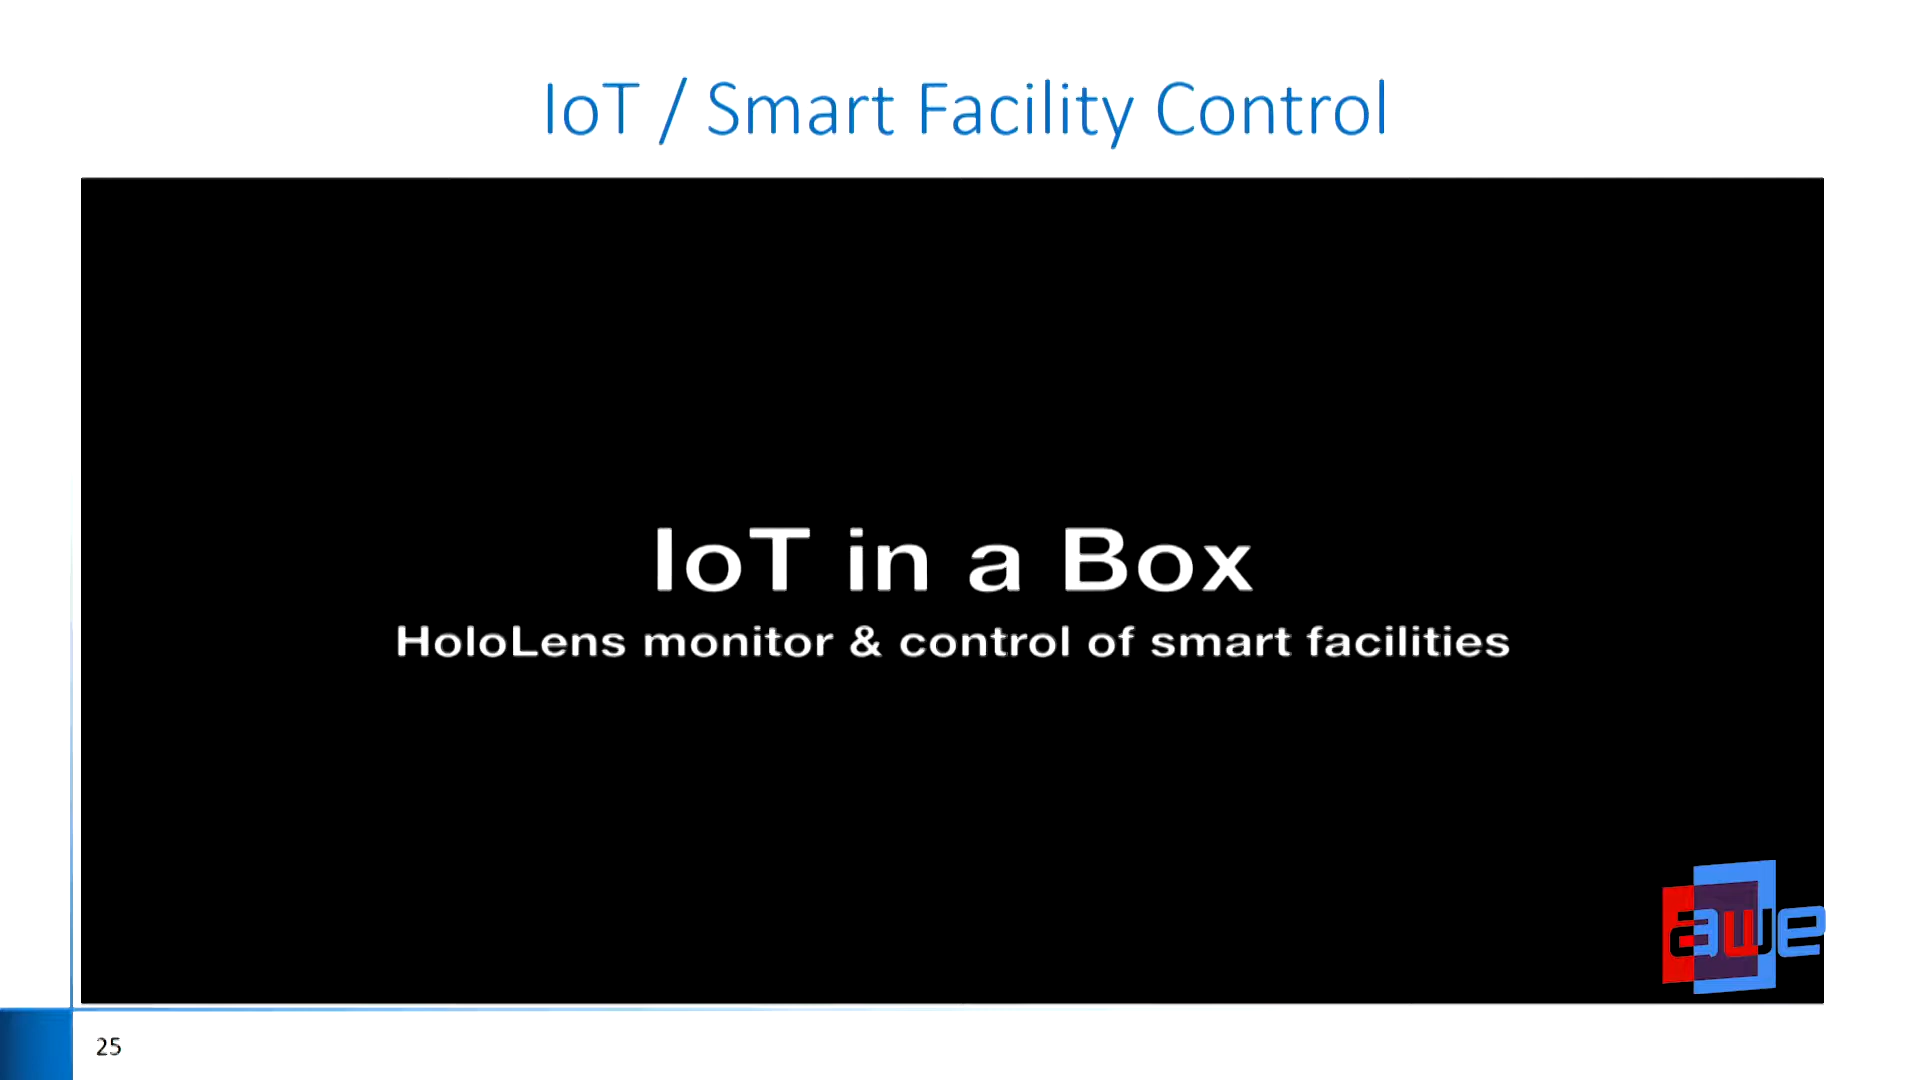 IoT / Smart Facility Control
IoT in a Box
HoloLens monitor & control of smart facilities
awe
25